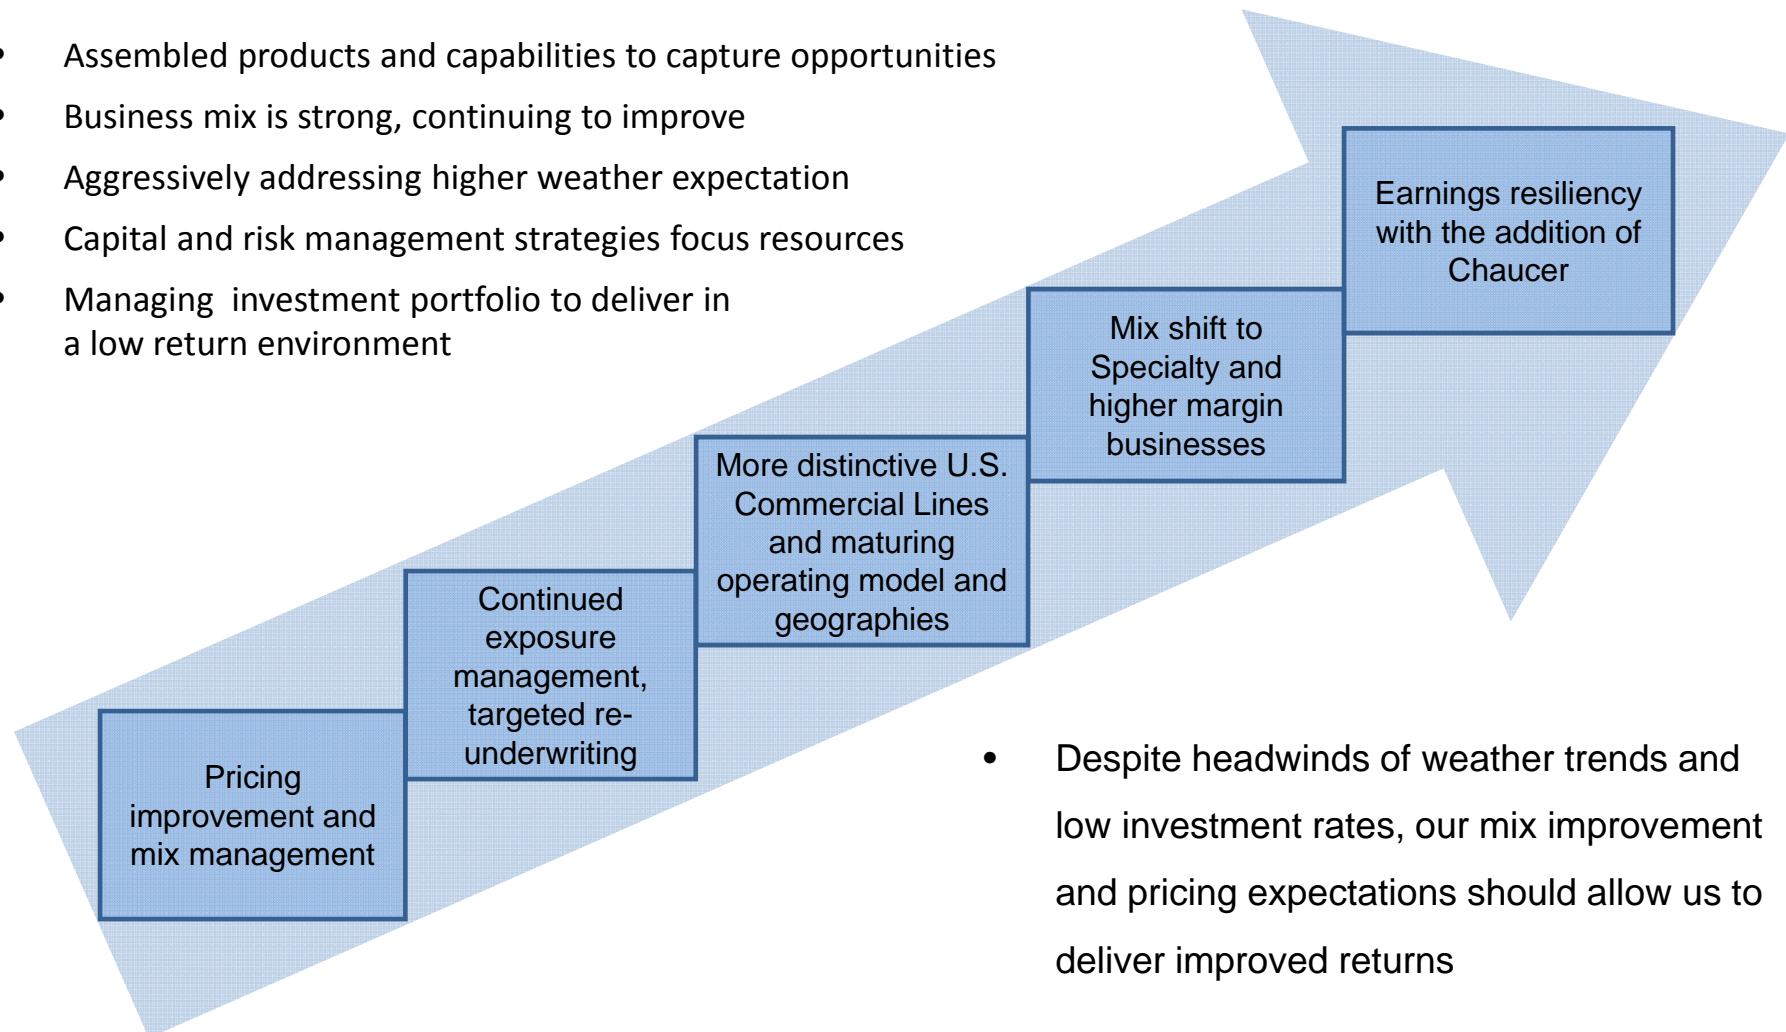 • Assembled products and capabilities to capture opportunities
• Business mix is strong, continuing to improve
• Aggressively addressing higher weather expectation
• Capital and risk management strategies focus resources
• Managing investment portfolio to deliver in
a low return environment
Earnings resiliency
with the addition of
Chaucer
Mix shift to
Specialty and
higher margin
businesses
More distinctive U.S.
Commercial Lines
and maturing
operating model and
geographies
Continued
exposure
management,
targeted re-
underwriting
Pricing
improvement and
mix management
• Despite headwinds of weather trends and
low investment rates, our mix improvement
and pricing expectations should allow us to
deliver improved returns